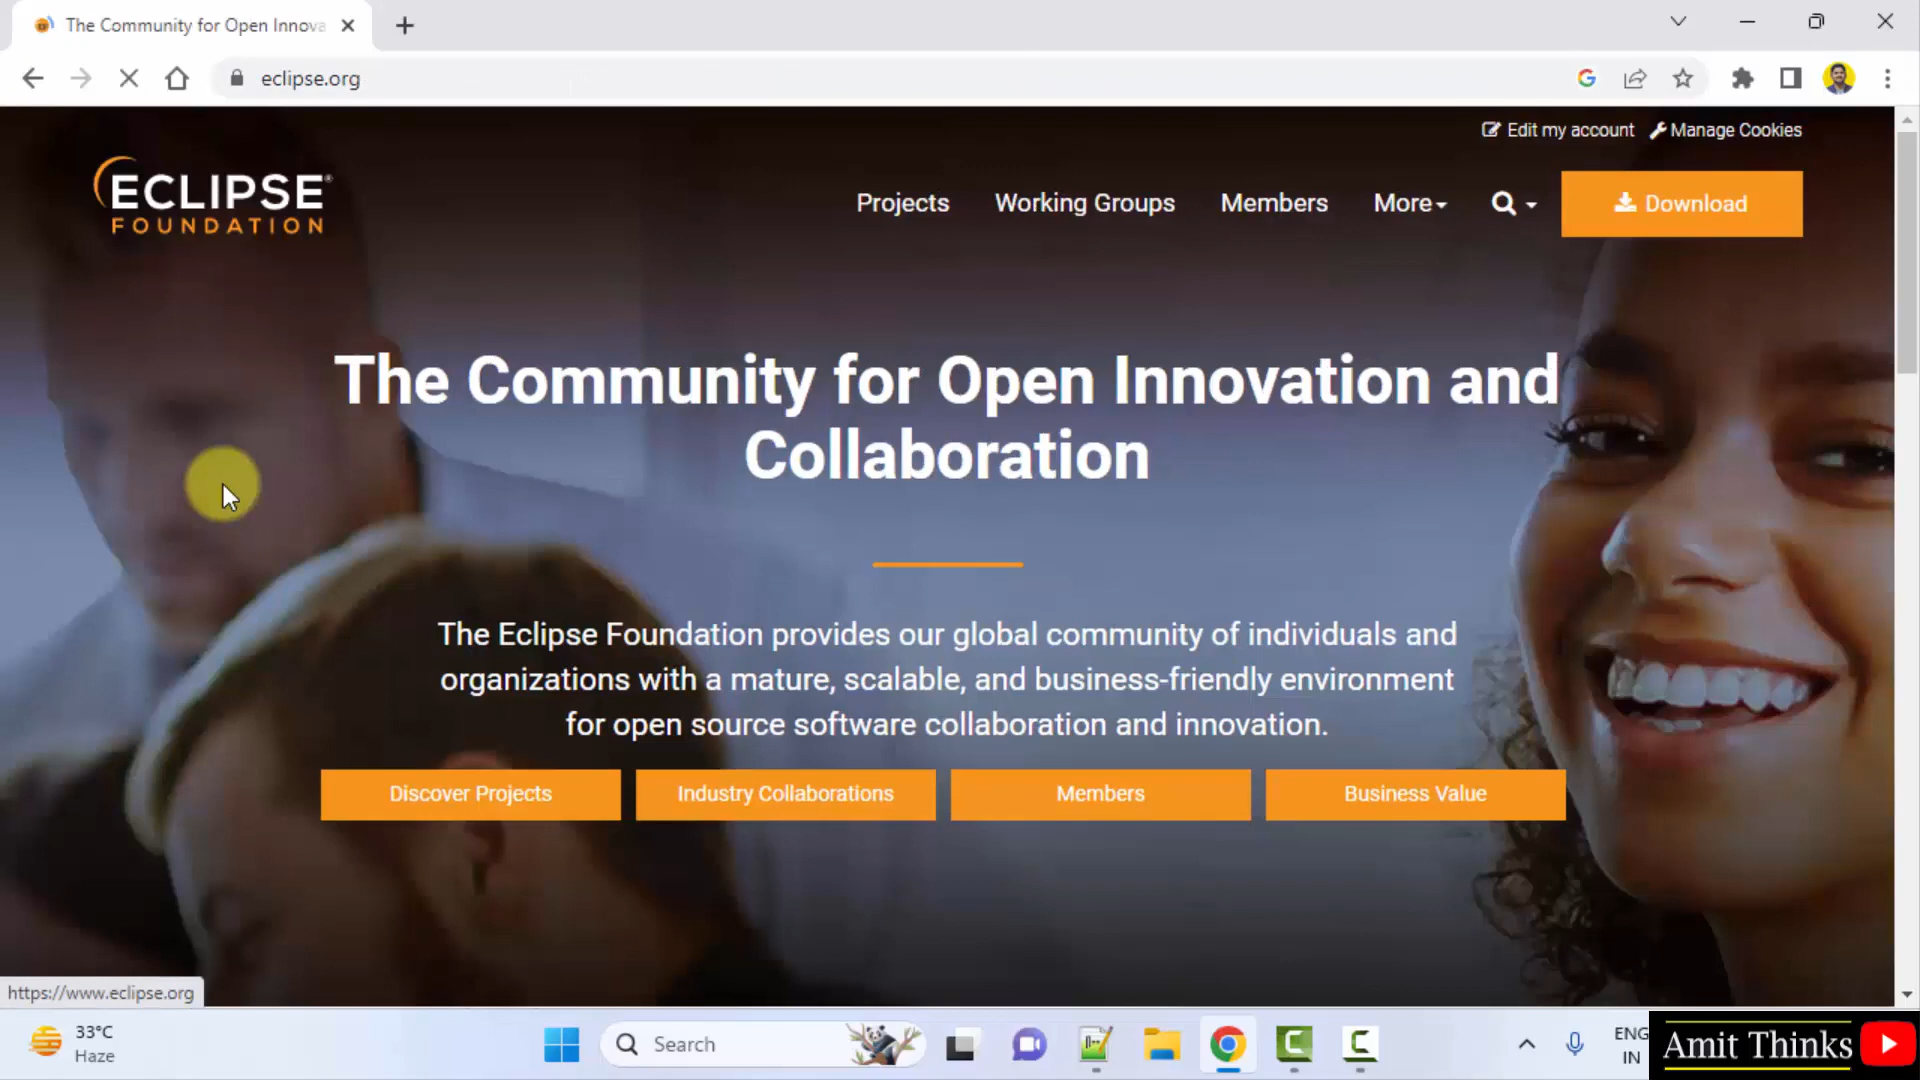 The Community for Open Innova
eclipse.org
Edit my account Manage Cookies
ECLIPSE
FOUNDATION
Projects Working Groups Members More Download
The Community for Open Innovation and
Collaboration
The Eclipse Foundation provides our global community of individuals and
organizations with a mature, scalable, and business-friendly environment
for open source software collaboration and innovation.
Discover Projects Industry Collaborations Members Business Value
https://www.eclipse.org
33°C
Haze
Search
ENG
IN
Amit Thinks